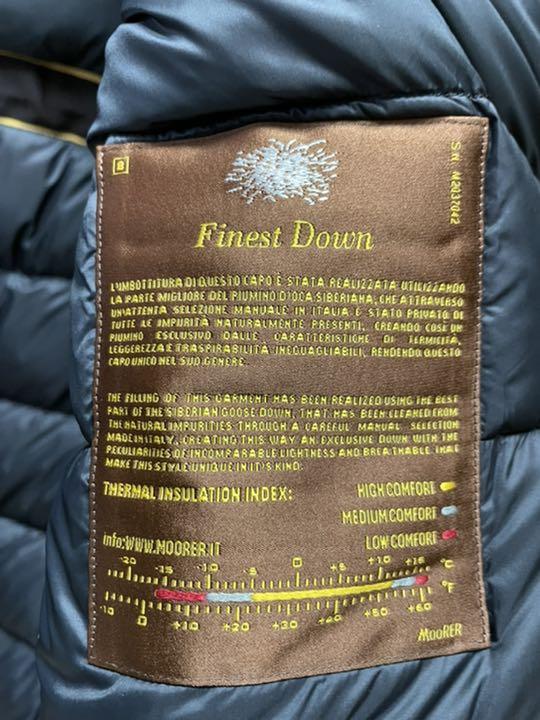 S.N. M2037042
Finest Down
L'IMBOTTITURA DI QUESTO CAPO È STATA REALIZZATA UTILIZZANDO
LA PARTE MIGLIORE DEL PIUMINO D'OCA SIBERIANA, CHE ATTRAVERSO
UN'ATTENTA SELEZIONE MANUALE IN ITALIA È STATO PRIVATO DI
TUTTE LE IMPURITÀ NATURALMENTE PRESENTI, CREANDO COSÌ UN
PIUMINO ESCLUSIVO DALLE CARATTERISTICHE DI TERMICITÀ,
LEGGEREZZA E TRASPIRABILITÀ INEGUAGLIABILI, RENDENDO QUESTO
CAPO UNICO NEL SUO GENERE.
THE FILLING OF THIS GARMENT HAS BEEN REALIZED USING THE BEST
PART OF THE SIBERIAN GOOSE DOWN, THAT HAS BEEN CLEANED FROM
THE NATURAL IMPURITIES THROUGH A CAREFUL MANUAL SELECTION
MADE IN ITALY, CREATING THIS WAY AN EXCLUSIVE DOWN WITH THE
PECULIARITIES OF INCOMPARABLE LIGHTNESS AND BREATHABLE, THAT
MAKE THIS STYLE UNIQUE IN IT'S KIND.
THERMAL INSULATION INDEX: HIGH COMFORT
MEDIUM COMFORT
info: WWW.MOORER.IT LOW COMFORT
-20 -15 -10 -5 0 +5 +10 +15 °C
-10 0 +10 +20 +30 +40 +50 +60 °F
MOORER